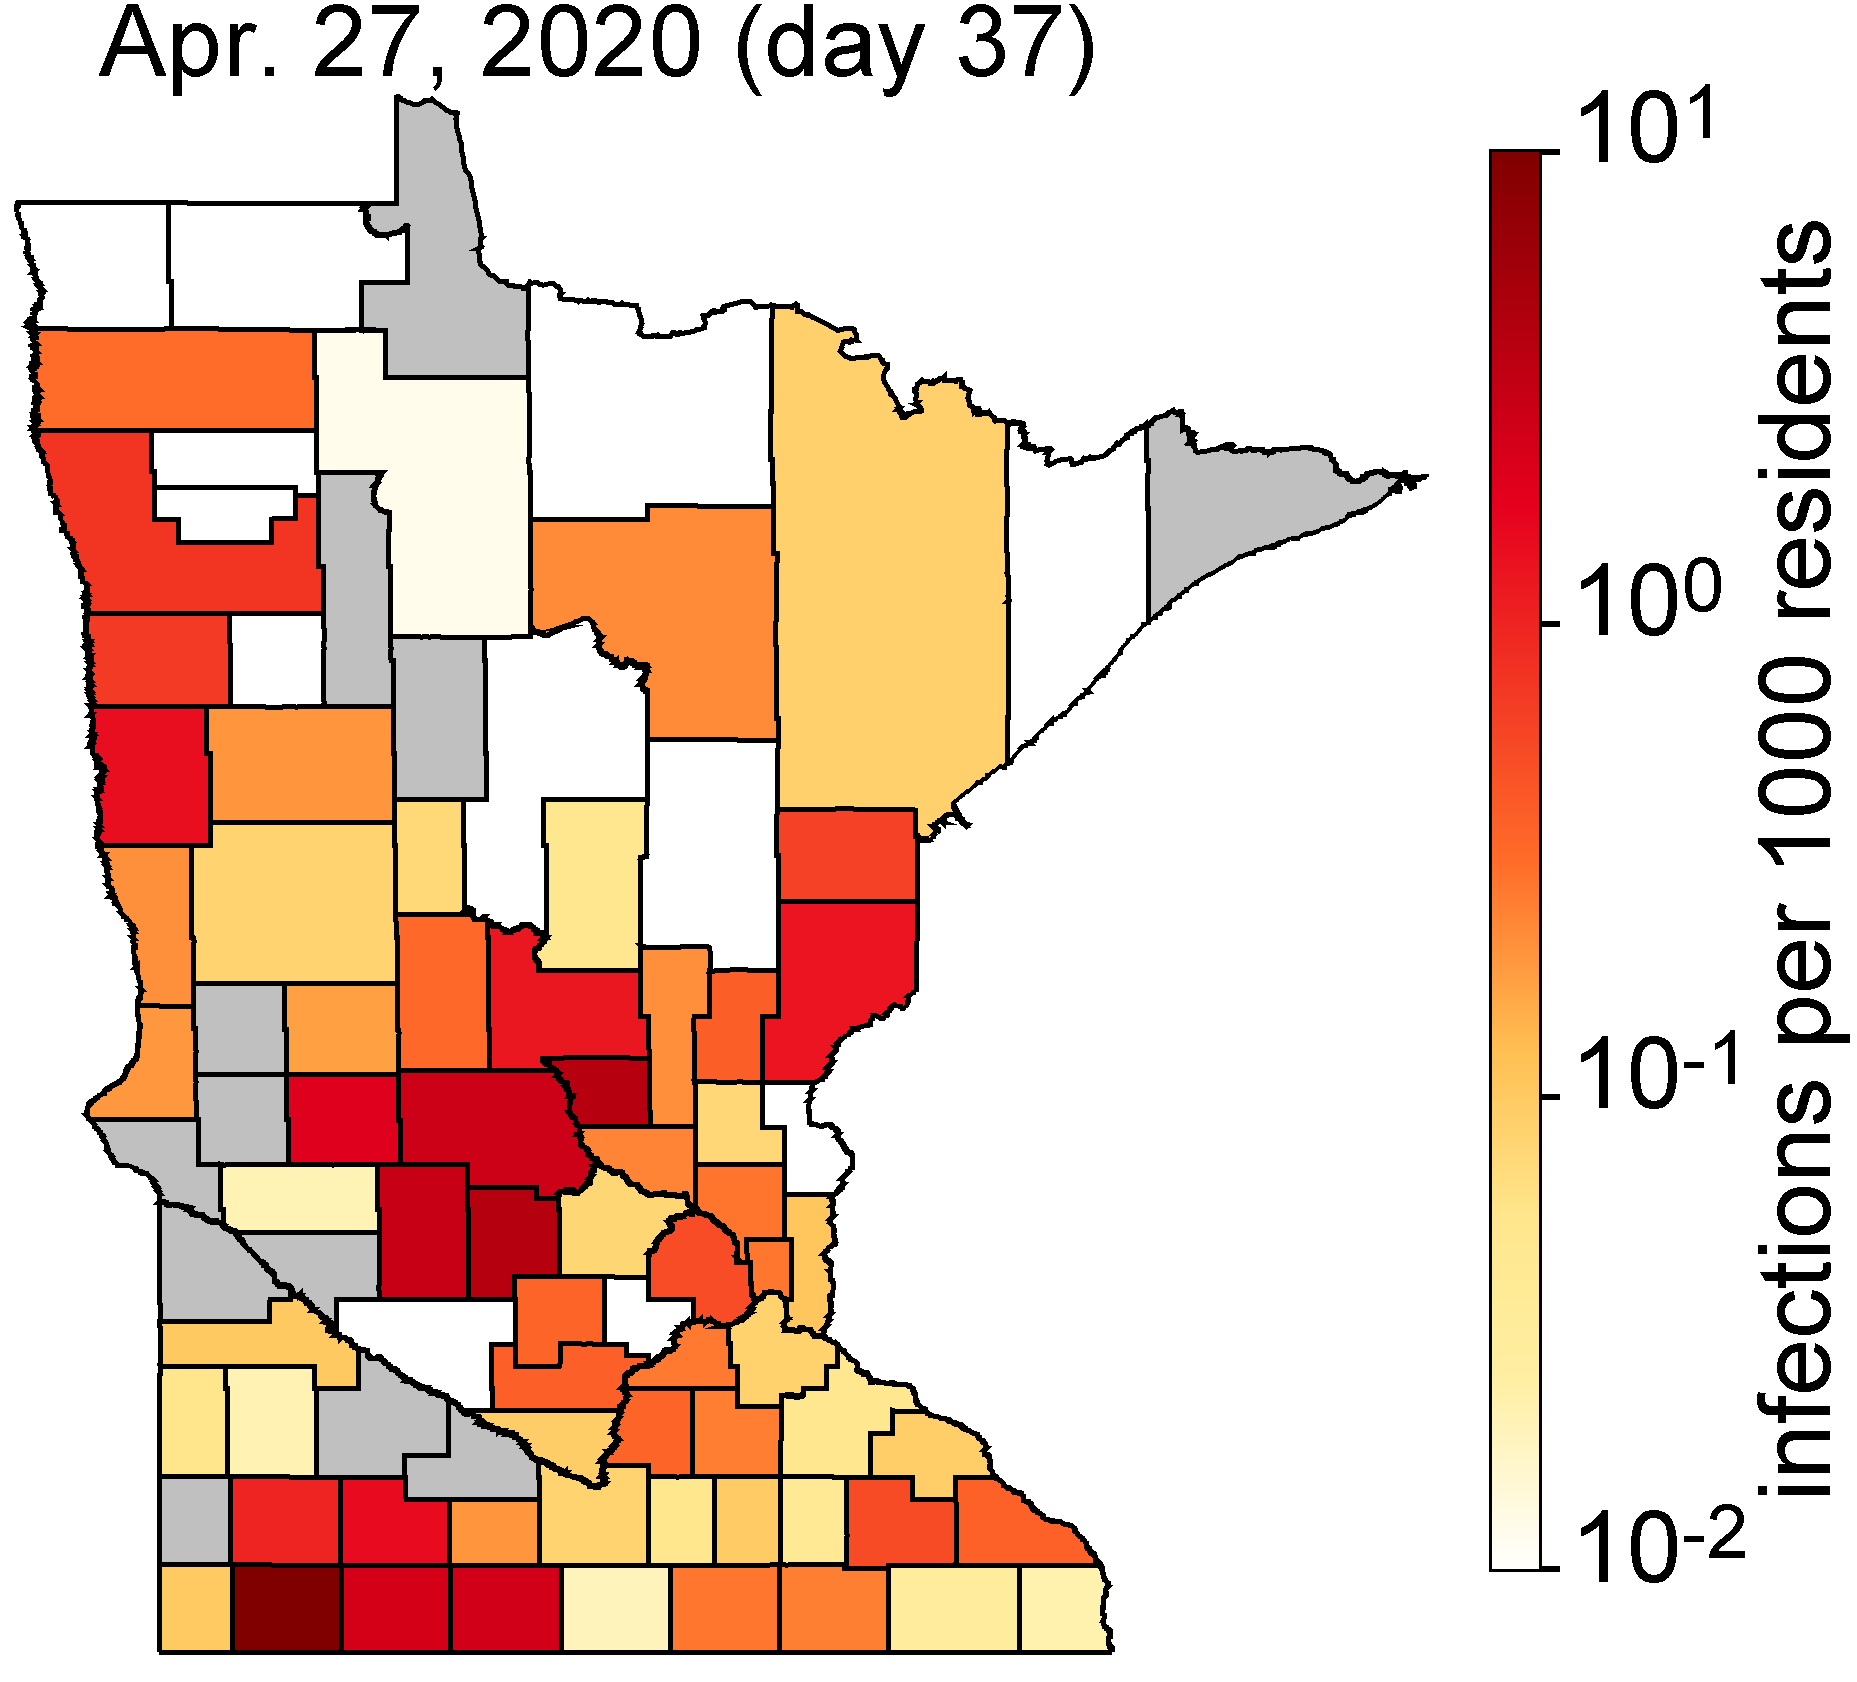 Apr. 27, 2020 (day 37)
10¹
10⁰
10⁻¹
10⁻²
infections per 1000 residents